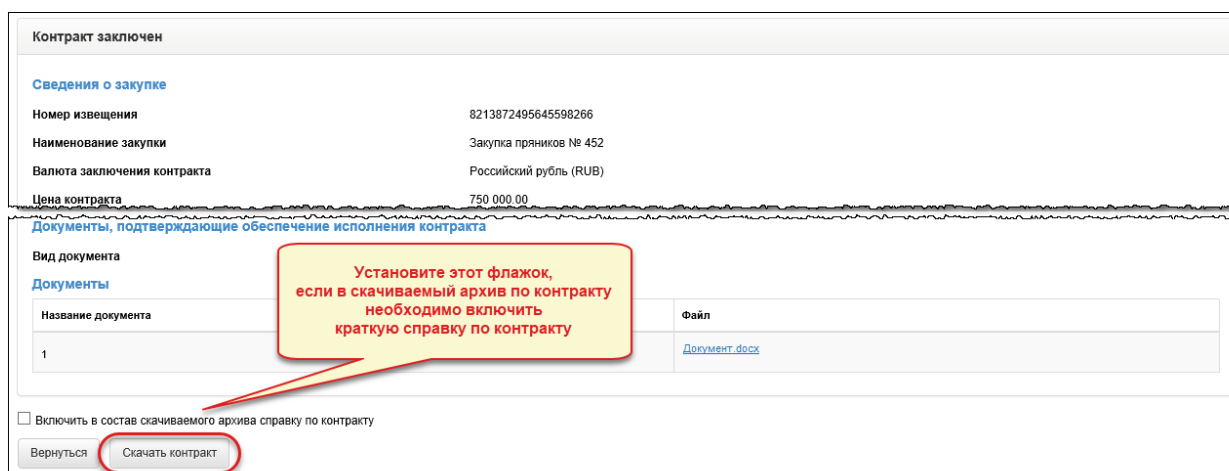 Контракт заключен
Сведения о закупке
Номер извещения 8213872495645598266
Наименование закупки Закупка пряников № 452
Валюта заключения контракта Российский рубль (RUB)
Цена контракта 750 000.00
Документы, подтверждающие обеспечение исполнения контракта
Вид документа
Документы
Установите этот флажок,
если в скачиваемый архив по контракту
необходимо включить
краткую справку по контракту
Название документа Файл
1 Документ.docx
Включить в состав скачиваемого архива справку по контракту
Вернуться Скачать контракт